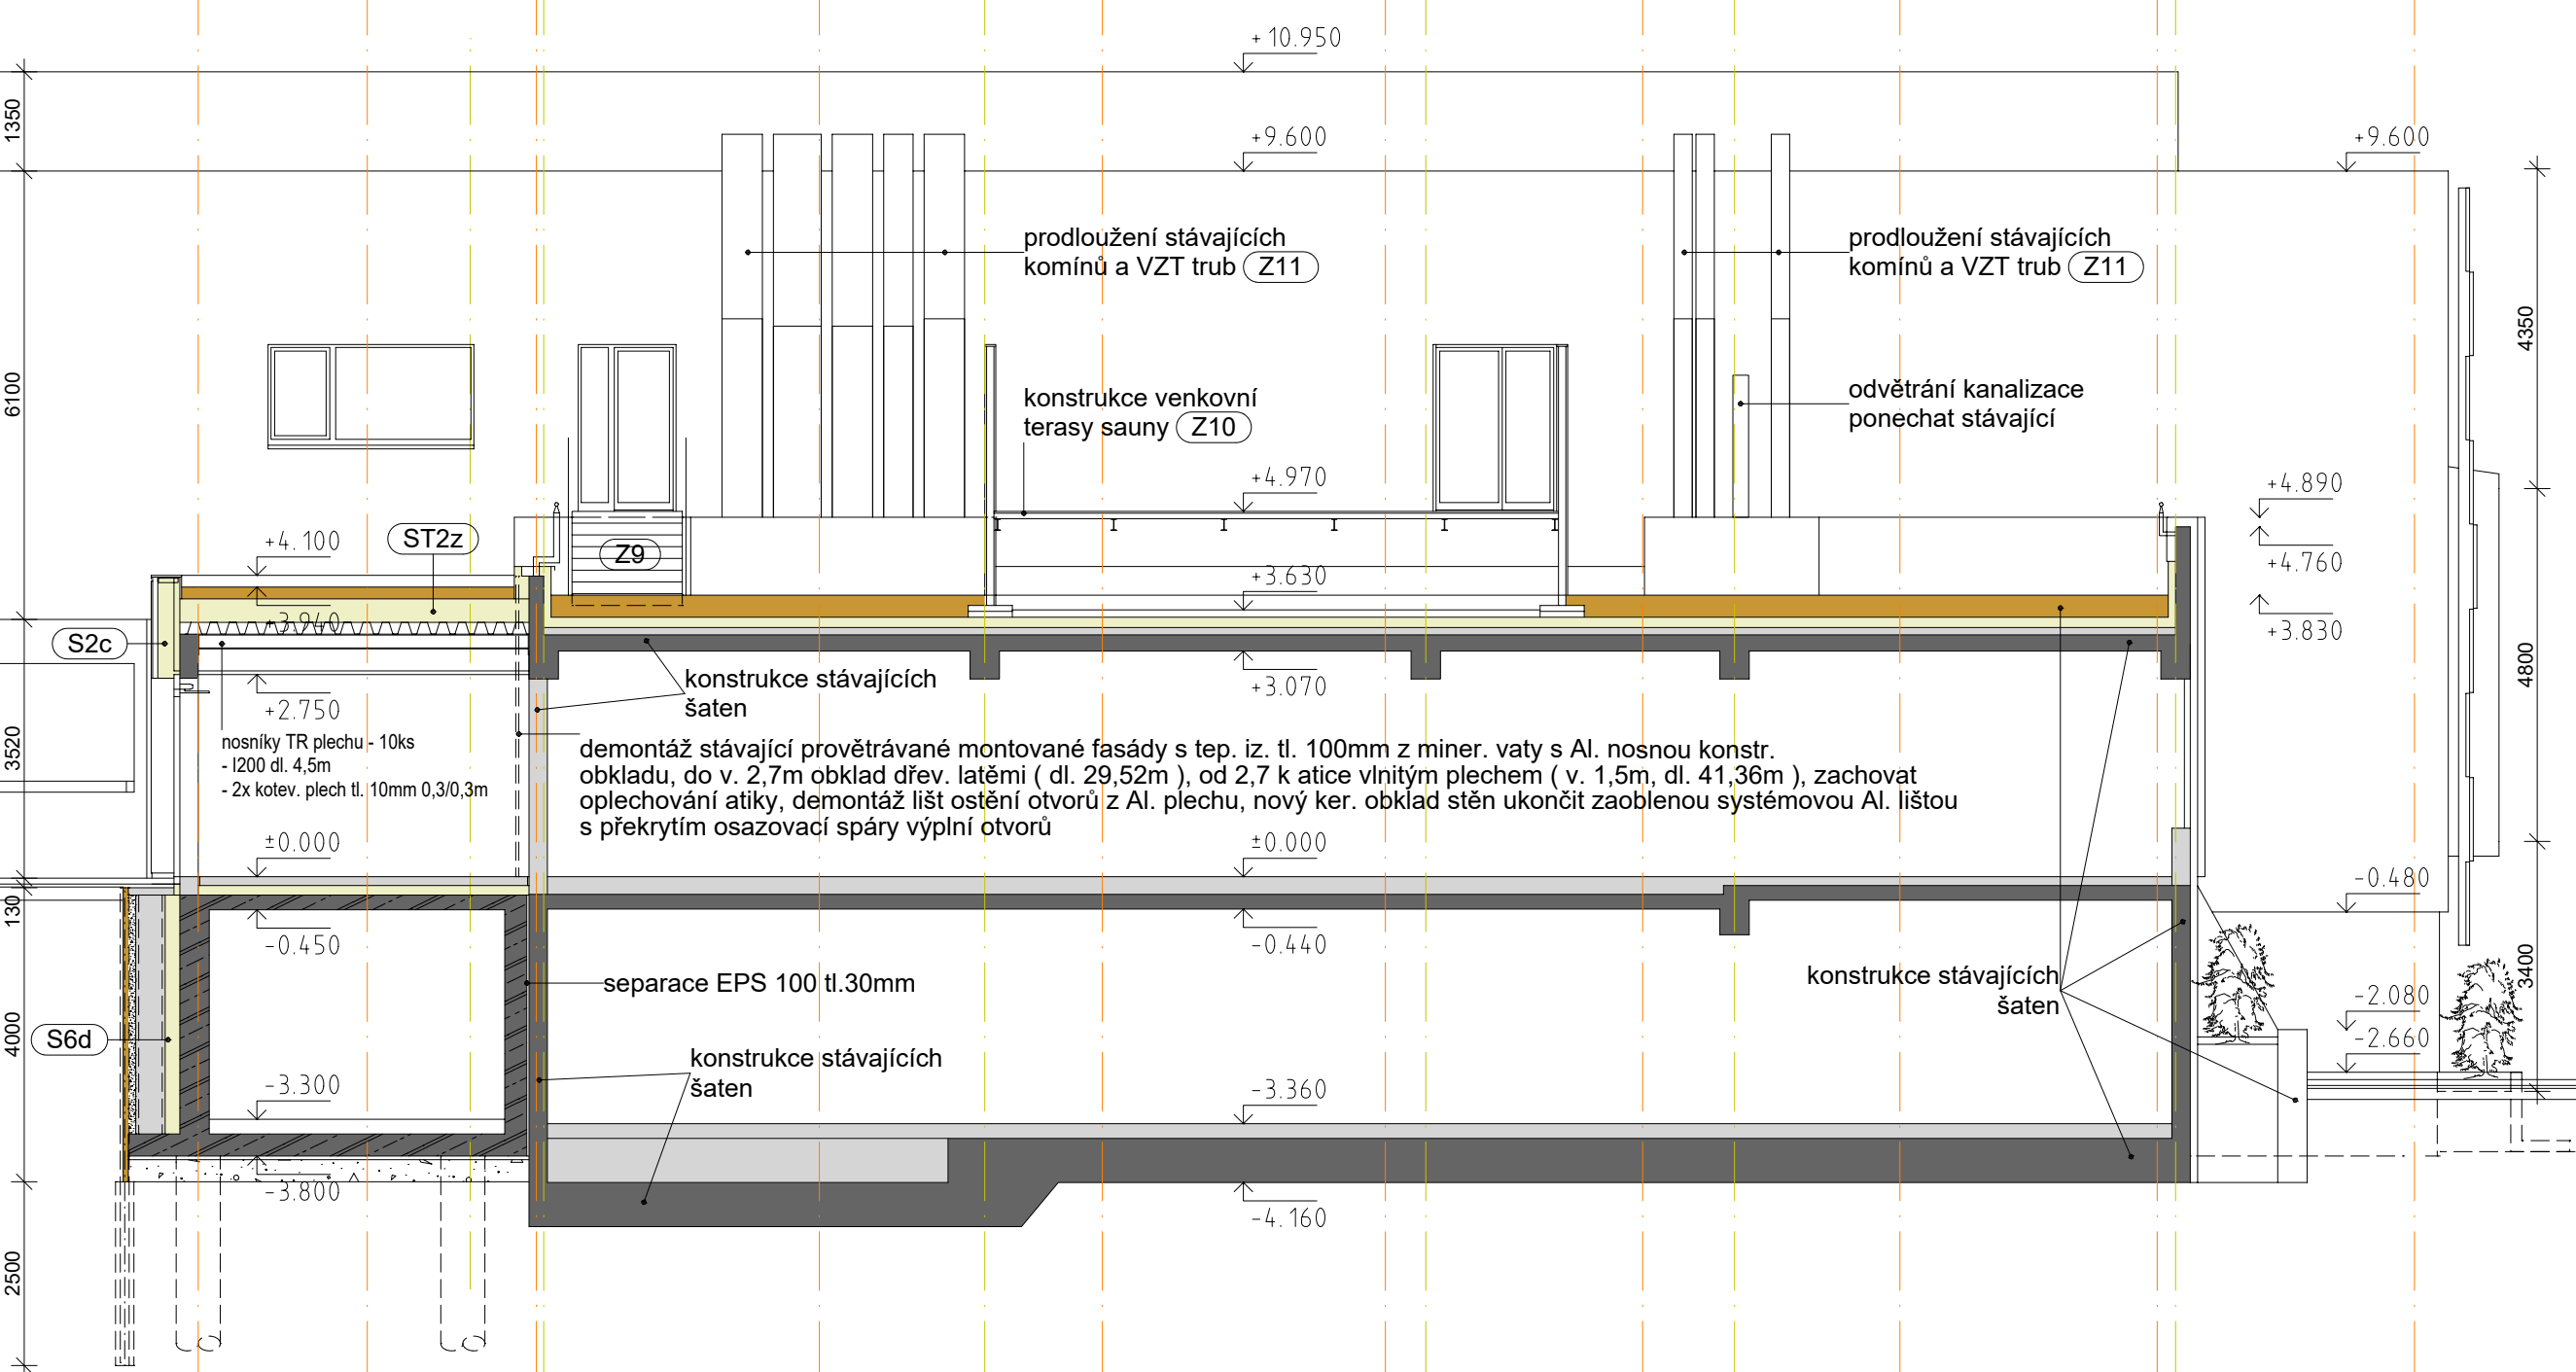 +10.950
1350
+9.600
+9.600
prodloužení stávajících
komínů a VZT trub Z11
prodloužení stávajících
komínů a VZT trub Z11
4350
6100
konstrukce venkovní
terasy sauny Z10
odvětrání kanalizace
ponechat stávající
+4.970
+4.890
+4.100
ST2z
Z9
+4.760
+3.630
+3.940
+3.830
S2c
konstrukce stávajících
šaten
+3.070
4800
+2.750
3520
nosníky TR plechu - 10ks
- I200 dl. 4,5m
- 2x kotev. plech tl. 10mm 0,3/0,3m
demontáž stávající provětrávané montované fasády s tep. iz. tl. 100mm z miner. vaty s Al. nosnou konstr.
obkladu, do v. 2,7m obklad dřev. latěmi ( dl. 29,52m ), od 2,7 k atice vlnitým plechem ( v. 1,5m, dl. 41,36m ), zachovat
oplechování atiky, demontáž lišt ostění otvorů z Al. plechu, nový ker. obklad stěn ukončit zaoblenou systémovou Al. lištou
s překrytím osazovací spáry výplní otvorů
±0.000
±0.000
-0.480
130
-0.450
-0.440
3400
separace EPS 100 tl.30mm
konstrukce stávajících
šaten
-2.080
4000
S6d
-2.660
konstrukce stávajících
šaten
-3.300
-3.360
-3.800
-4.160
2500